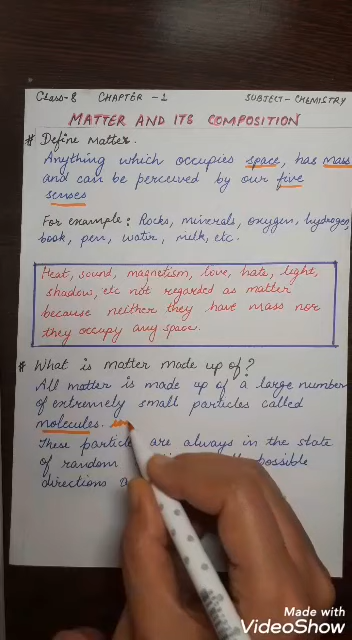 Class-8 CHAPTER -1 SUBJECT- CHEMISTRY
MATTER AND ITS COMPOSITION
# Define Matter.
Anything which occupies space, has mass
and can be perceived by our five
senses
For example: Rocks, minerals, oxygen, hydrogen,
book, pen, water, milk, etc.
Heat, sound, magnetism, love, hate, light,
shadow, etc not regarded as matter
because neither they have mass nor
they occupy any space.
* What is matter made up of?
All matter is made up of a large number
of extremely small particles called
molecules.
These particles are always in the state
of random possible
directions
Made with
VideoShow